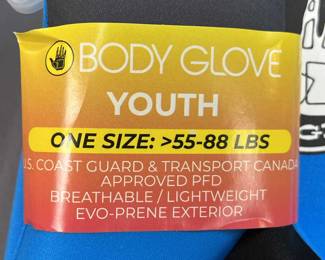 BODY GLOVE
YOUTH
ONE SIZE: >55-88 LBS
U.S. COAST GUARD & TRANSPORT CANADA
APPROVED PFD
BREATHABLE / LIGHTWEIGHT
EVO-PRENE EXTERIOR